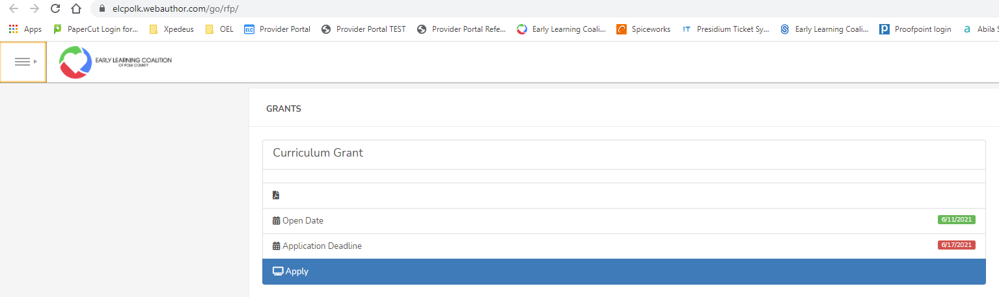 elcpolk.webauthor.com/go/rfp/
Apps PaperCut Login for... Xpedeus OEL ELC Provider Portal Provider Portal TEST Provider Portal Refe... Early Learning Coali... Spiceworks IT Presidium Ticket Sy... Early Learning Coali... Proofpoint login a Abila S
EARLY LEARNING COALITION
OF POLK COUNTY
GRANTS
Curriculum Grant
Open Date 6/11/2021
Application Deadline 6/17/2021
Apply